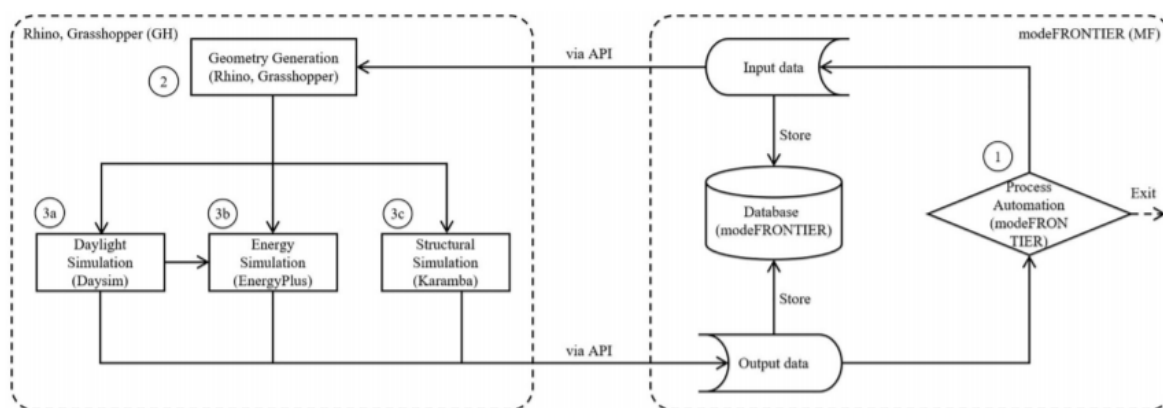 Rhino, Grasshopper (GH)
modeFRONTIER (MF)
Geometry Generation
(Rhino, Grasshopper)
2
via API
Input data
Store
1
Process
Automation
(modeFRON
TIER)
Exit
Database
(modeFRONTIER)
3a
Daylight
Simulation
(Daysim)
3b
Energy
Simulation
(EnergyPlus)
3c
Structural
Simulation
(Karamba)
Store
via API
Output data